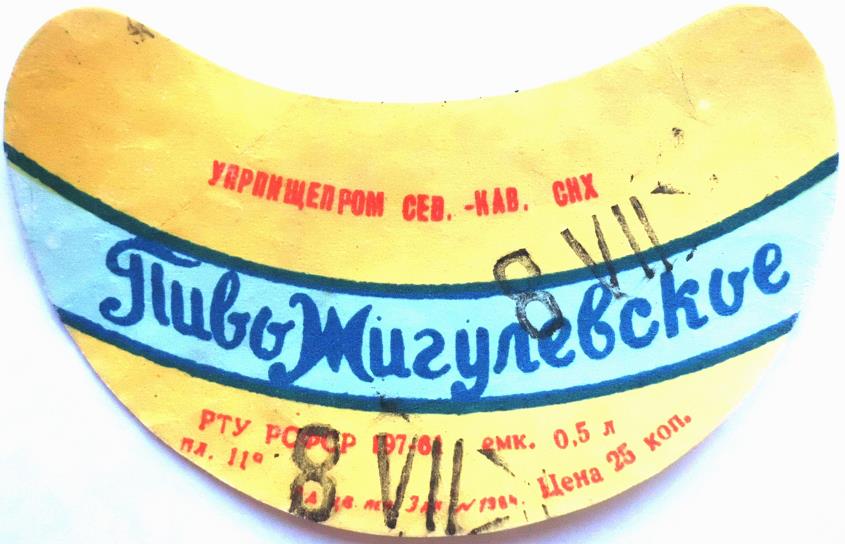 УПРПИЩЕПРОМ СЕВ.-КАВ. СНХ
8 VII
Пиво Жигулевское
РТУ РСФСР 197-61 емк. 0,5 л
пл. 11° Цена 25 коп.
8 VII